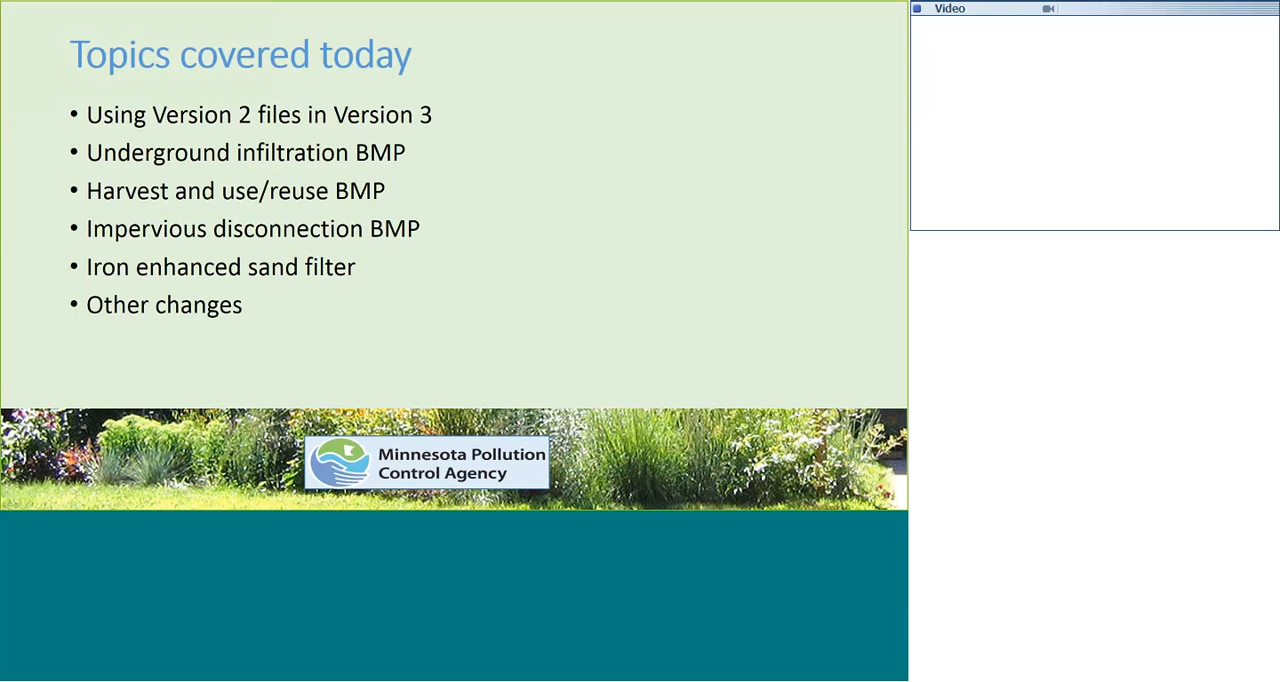 Topics covered today
• Using Version 2 files in Version 3
• Underground infiltration BMP
• Harvest and use/reuse BMP
• Impervious disconnection BMP
• Iron enhanced sand filter
• Other changes
Minnesota Pollution
Control Agency
Video